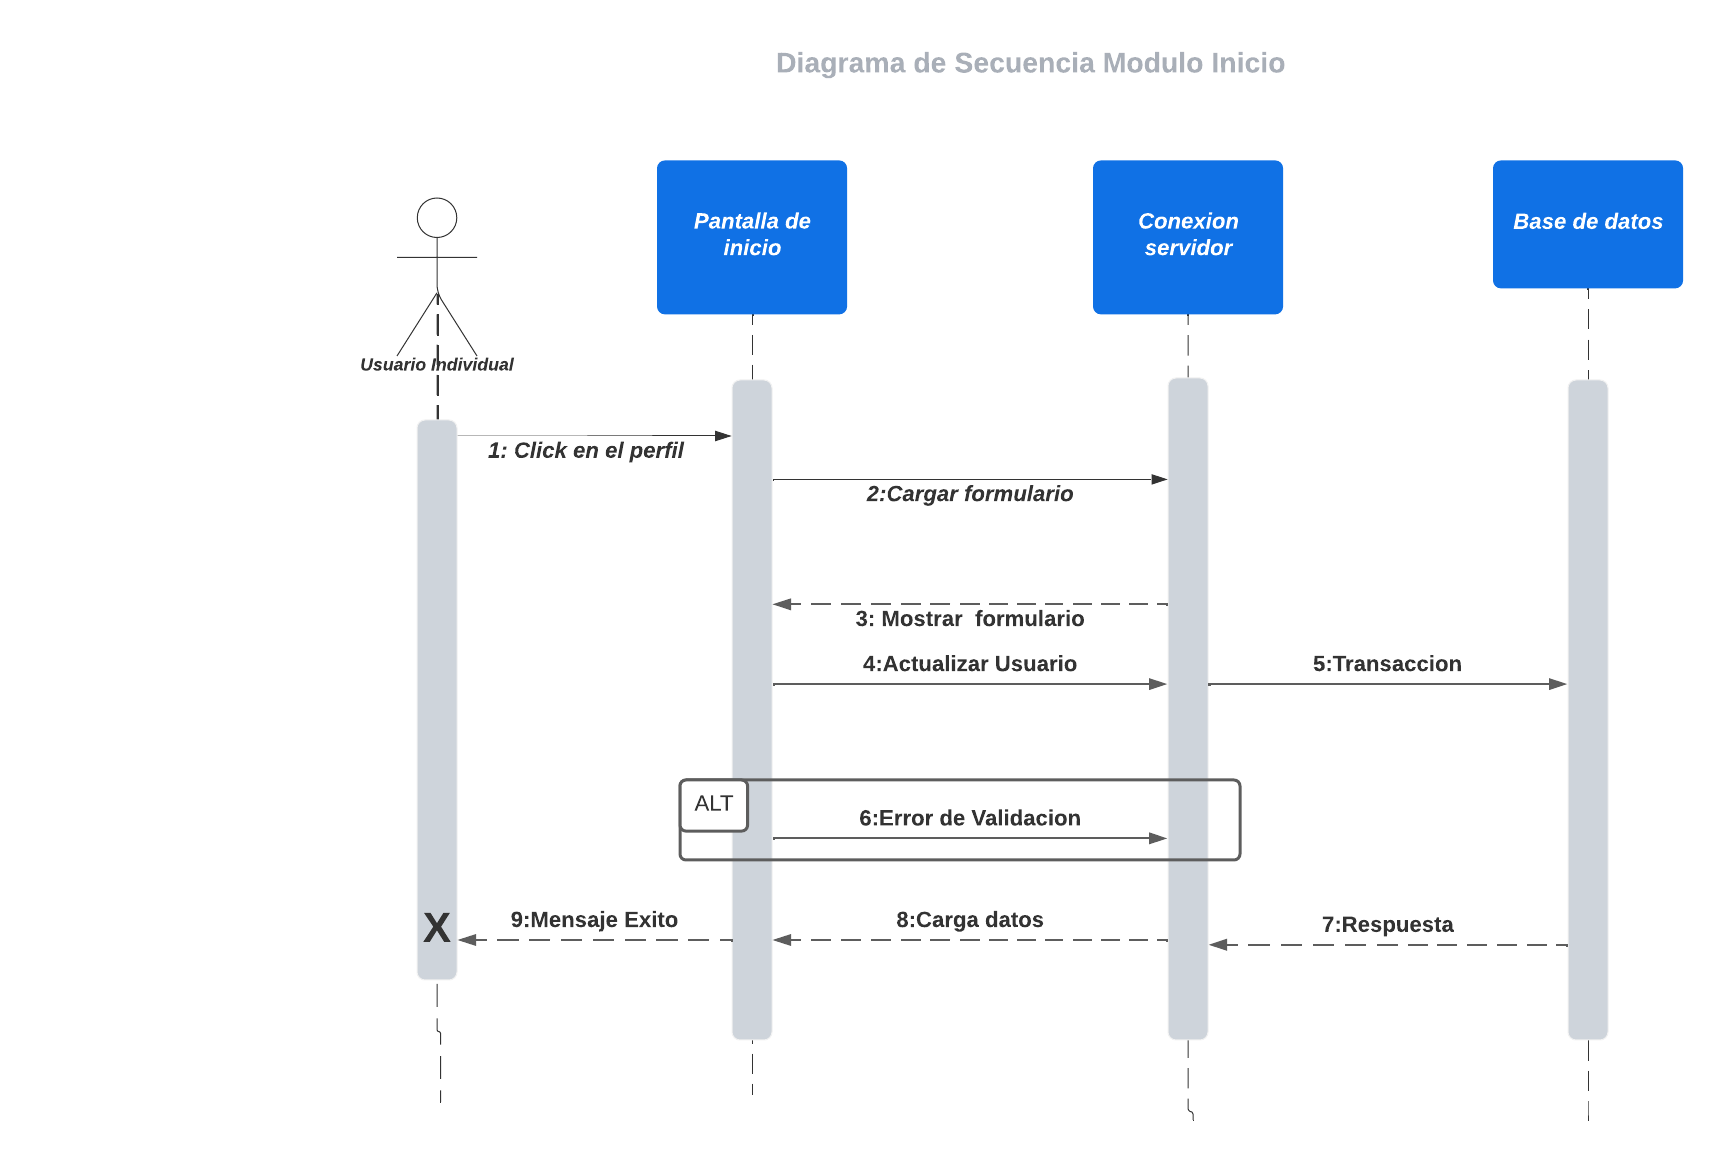 Diagrama de Secuencia Modulo Inicio
Pantalla de
inicio
Conexion
servidor
Base de datos
Usuario Individual
1: Click en el perfil
2:Cargar formulario
3: Mostrar  formulario
4:Actualizar Usuario
5:Transaccion
ALT
6:Error de Validacion
X
9:Mensaje Exito
8:Carga datos
7:Respuesta